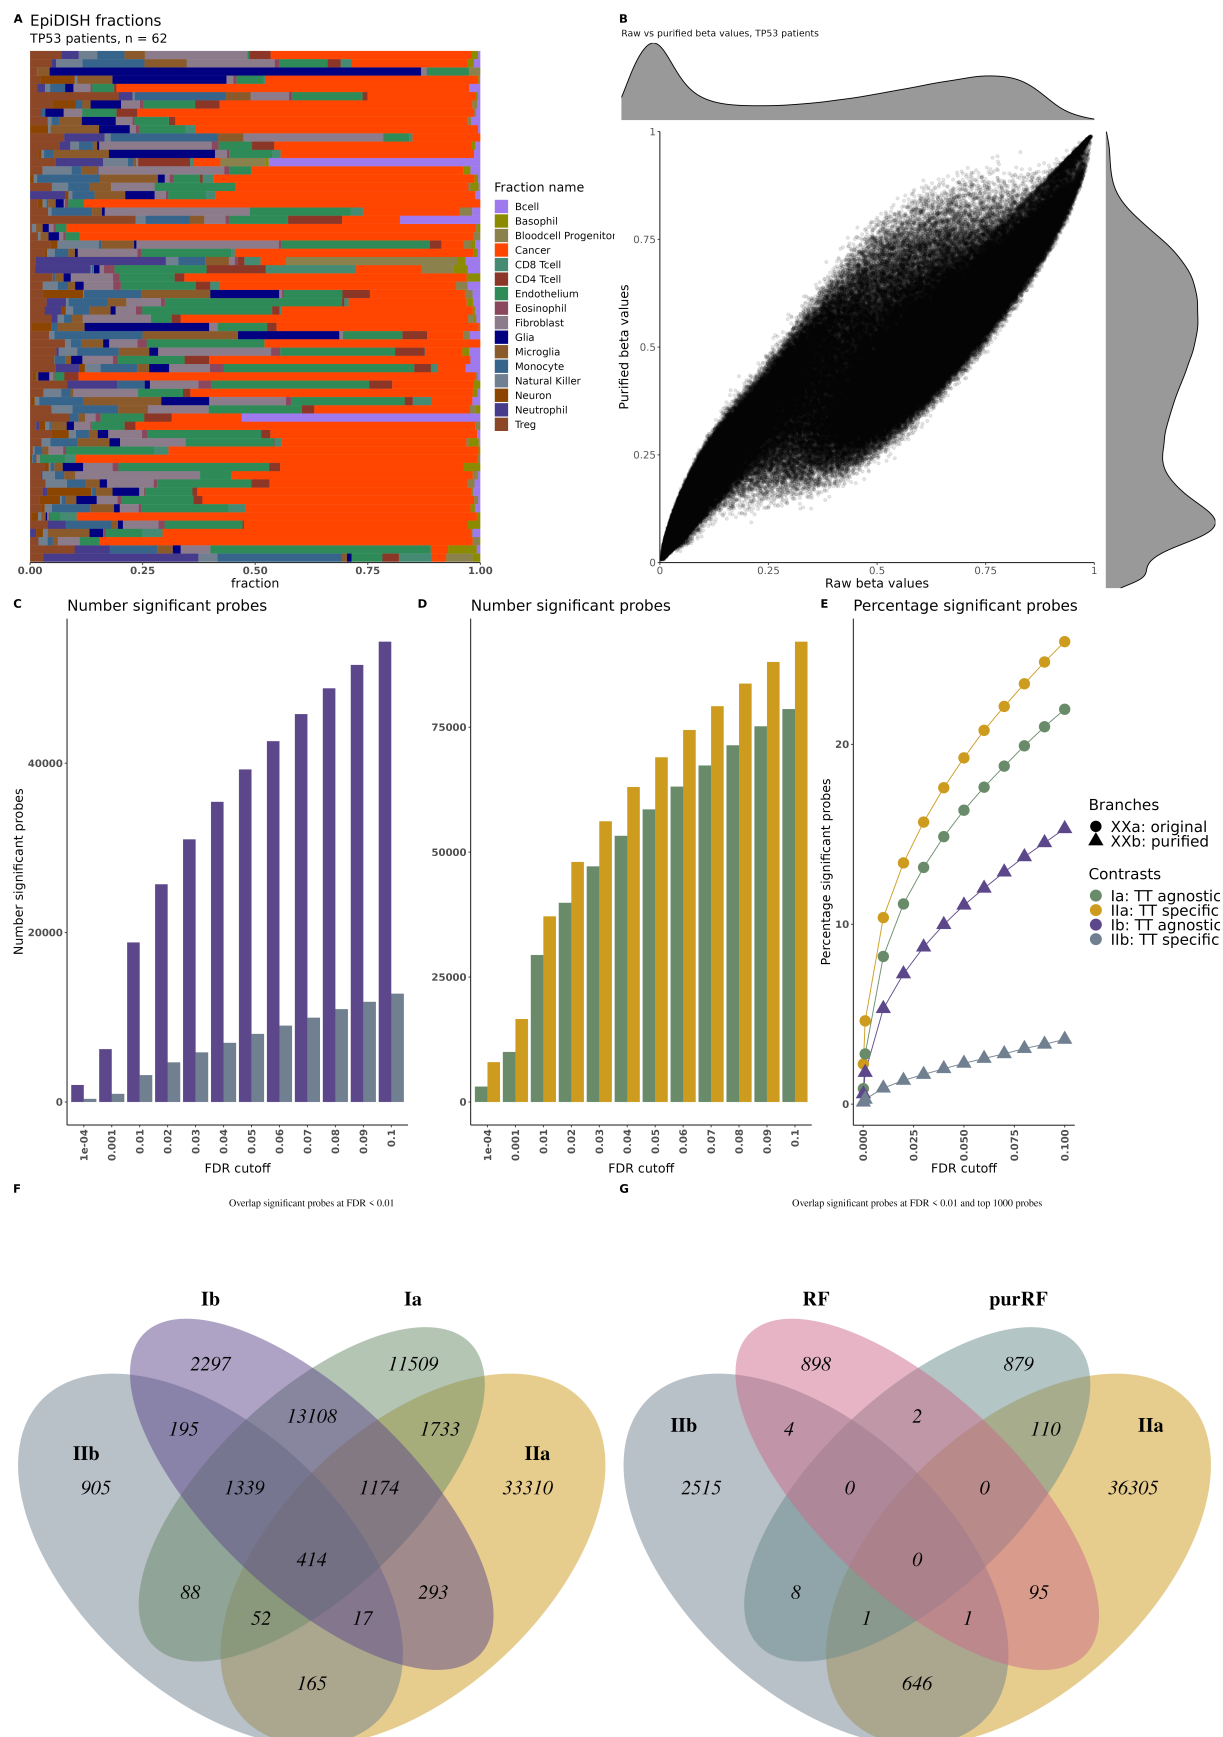 A EpiDISH fractions
TP53 patients, n = 62
0.00 0.25 0.50 0.75 1.00
fraction
Fraction name
Bcell
Basophil
Bloodcell Progenitor
Cancer
CD8 Tcell
CD4 Tcell
Endothelium
Eosinophil
Fibroblast
Glia
Microglia
Monocyte
Natural Killer
Neuron
Neutrophil
Treg
B
Raw vs purified beta values, TP53 patients
Purified beta values
1
0.75
0.5
0.25
0
0 0.25 0.5 0.75 1
Raw beta values
C Number significant probes
Number significant probes
40000
20000
0
1e-04 0.001 0.01 0.02 0.03 0.04 0.05 0.06 0.07 0.08 0.09 0.1
FDR cutoff
D Number significant probes
75000
50000
25000
0
1e-04 0.001 0.01 0.02 0.03 0.04 0.05 0.06 0.07 0.08 0.09 0.1
FDR cutoff
E Percentage significant probes
Percentage significant probes
20
10
0
0.000 0.025 0.050 0.075 0.100
FDR cutoff
Branches
XXa: original
XXb: purified
Contrasts
Ia: TT agnostic
IIa: TT specific
Ib: TT agnostic
IIb: TT specific
F
Overlap significant probes at FDR < 0.01
Ib Ia
2297 11509
195 13108 1733
IIb IIa
905 1339 1174 33310
414
88 293
52 17
165
G
Overlap significant probes at FDR < 0.01 and top 1000 probes
RF purRF
898 879
4 2 110
IIb IIa
2515 0 0 36305
0
8 95
1 1
646